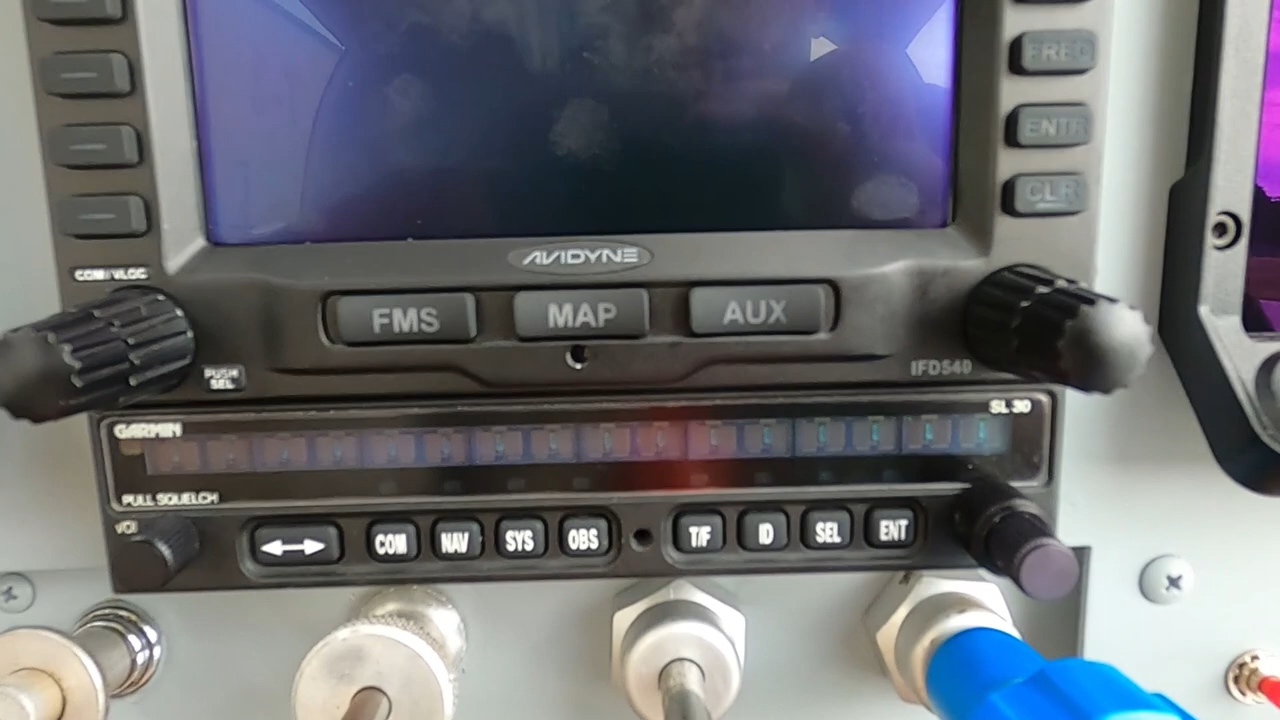 FREQ
ENTR
CLR
COM/VLOC
AVIDYNE
FMS MAP AUX
PUSH
SEL
IFD540
GARMIN
SL 30
PULL SQUELCH
VOL
COM NAV SYS OBS T/F ID SEL ENT